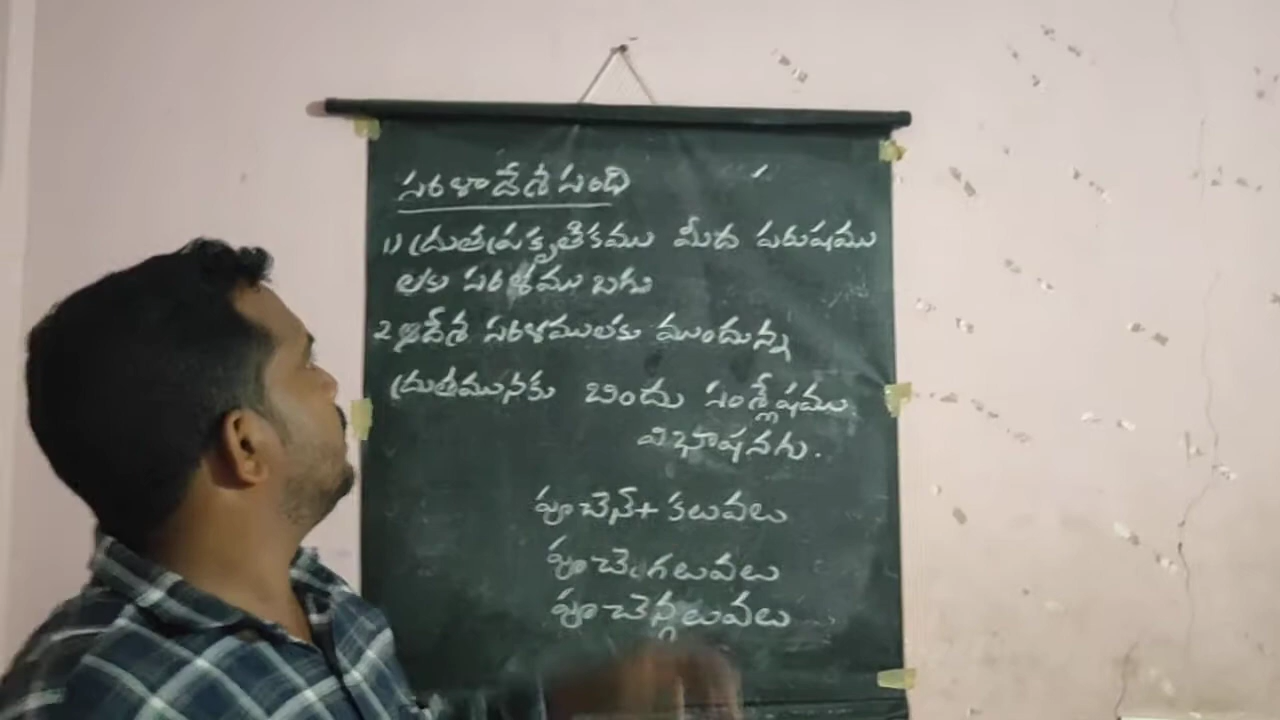 సరళాదేశ సంధి
1) ద్రుతప్రకృతికము మీద పరుషము
లకు సరళము లగు
2 ఆదేశ సరళములకు ముందున్న
ద్రుతమునకు బిందు సంశ్లేషము
విభాషనగు.
పూచెన్+ కలువలు
పూచెఁగలువలు
పూచెన్గలువలు